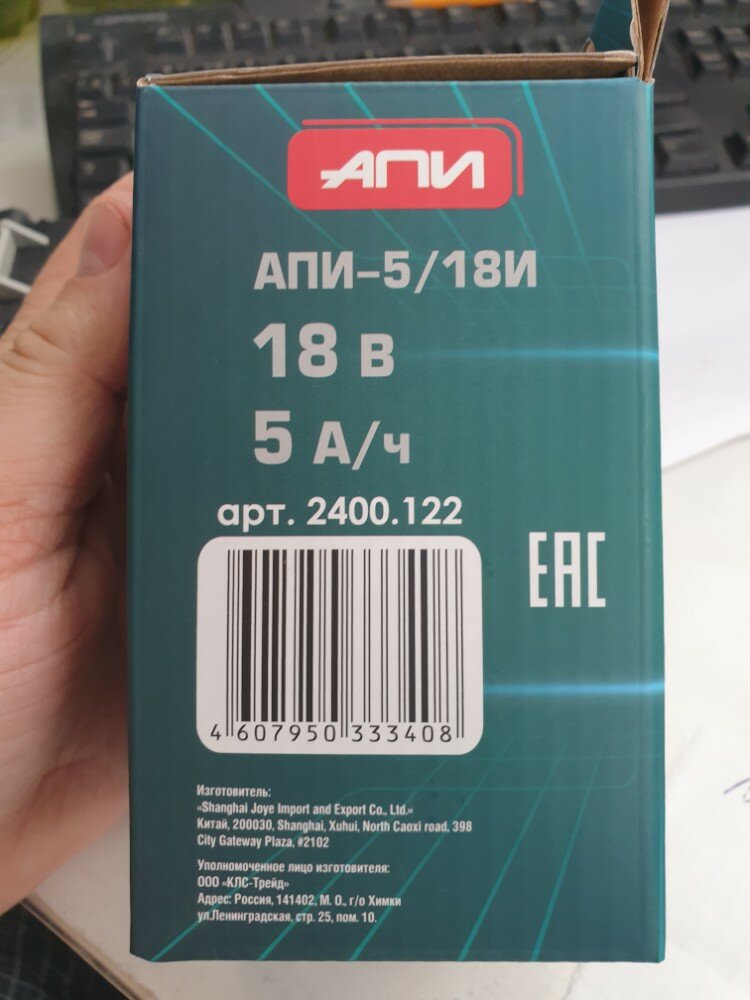 АПИ
АПИ-5/18И
18 В
5 А/ч
арт. 2400.122
EAC
4 607950 333408
Изготовитель:
«Shanghai Joye Import and Export Co., Ltd.»
Китай, 200030, Shanghai, Xuhui, North Caoxi road, 398
City Gateway Plaza, #2102
Уполномоченное лицо изготовителя:
ООО «КЛС-Трейд»
Адрес: Россия, 141402, М. О., г/о Химки
ул.Ленинградская, стр. 25, пом. 10.